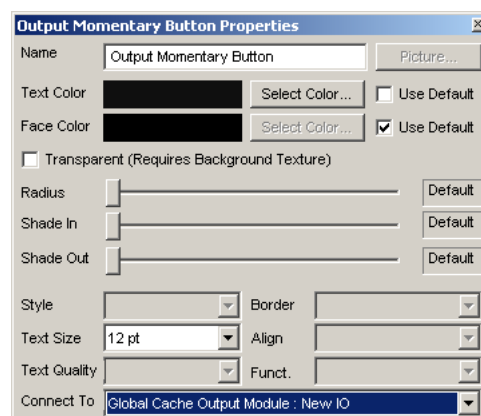 Output Momentary Button Properties
Name Output Momentary Button Picture...
Text Color Select Color... Use Default
Face Color Select Color... Use Default
Transparent (Requires Background Texture)
Radius Default
Shade In Default
Shade Out Default
Style Border
Text Size 12 pt Align
Text Quality Funct.
Connect To Global Cache Output Module : New IO